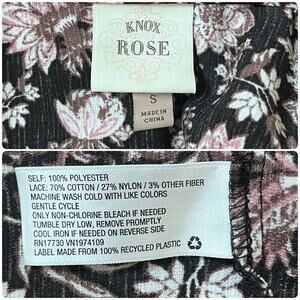 KNOX
ROSE
S
MADE IN
CHINA
SELF: 100% POLYESTER
LACE: 70% COTTON / 27% NYLON / 3% OTHER FIBER
MACHINE WASH COLD WITH LIKE COLORS
GENTLE CYCLE
ONLY NON-CHLORINE BLEACH IF NEEDED
TUMBLE DRY LOW, REMOVE PROMPTLY
COOL IRON IF NEEDED ON REVERSE SIDE
RN17730 VN1974109
LABEL MADE FROM 100% RECYCLED PLASTIC